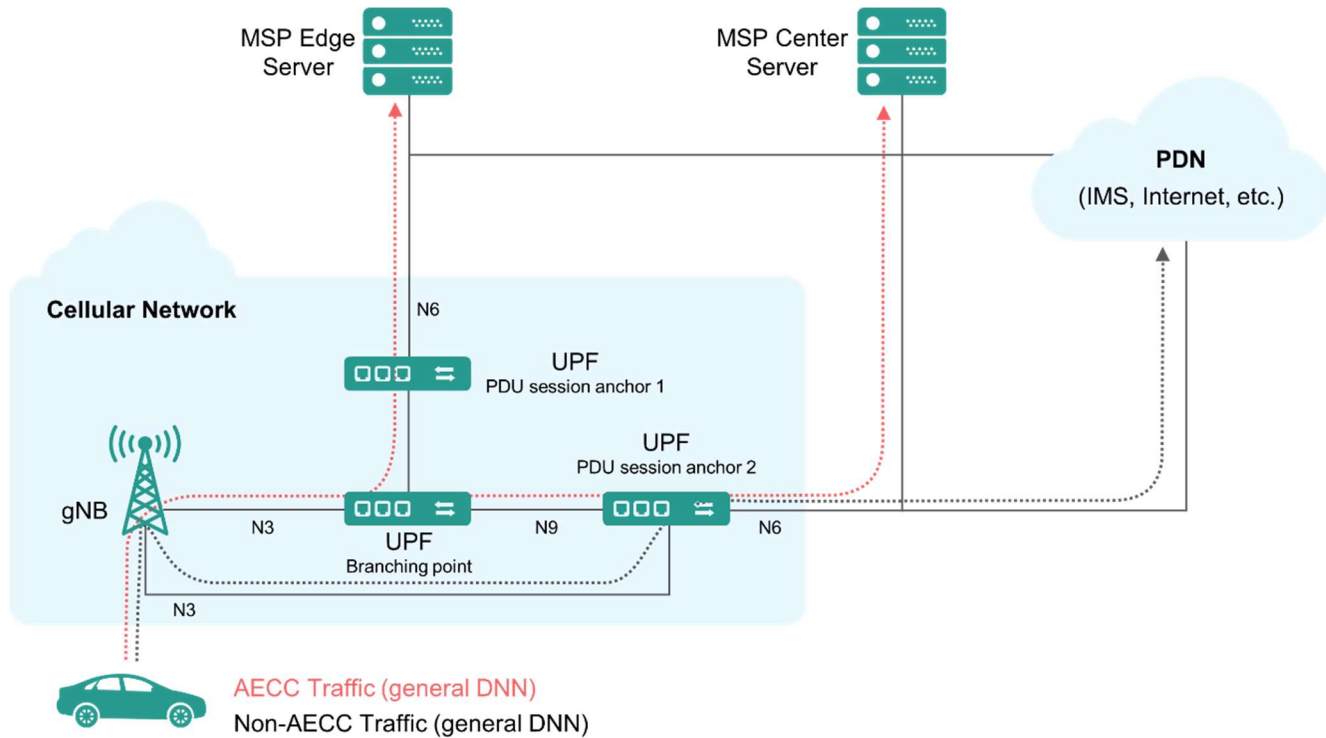 MSP Edge
Server
MSP Center
Server
PDN
(IMS, Internet, etc.)
Cellular Network
N6
UPF
PDU session anchor 1
UPF
PDU session anchor 2
gNB
N3
N9
N6
UPF
Branching point
N3
AECC Traffic (general DNN)
Non-AECC Traffic (general DNN)